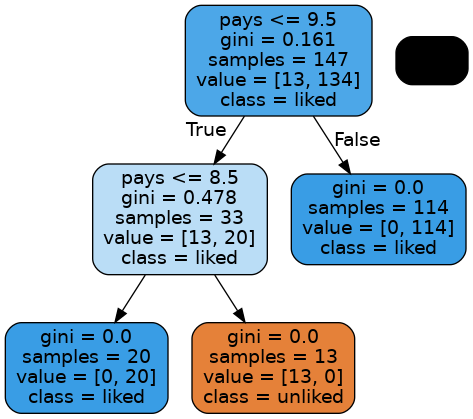 pays <= 9.5
gini = 0.161
samples = 147
value = [13, 134]
class = liked
True
False
pays <= 8.5
gini = 0.478
samples = 33
value = [13, 20]
class = liked
gini = 0.0
samples = 114
value = [0, 114]
class = liked
gini = 0.0
samples = 20
value = [0, 20]
class = liked
gini = 0.0
samples = 13
value = [13, 0]
class = unliked